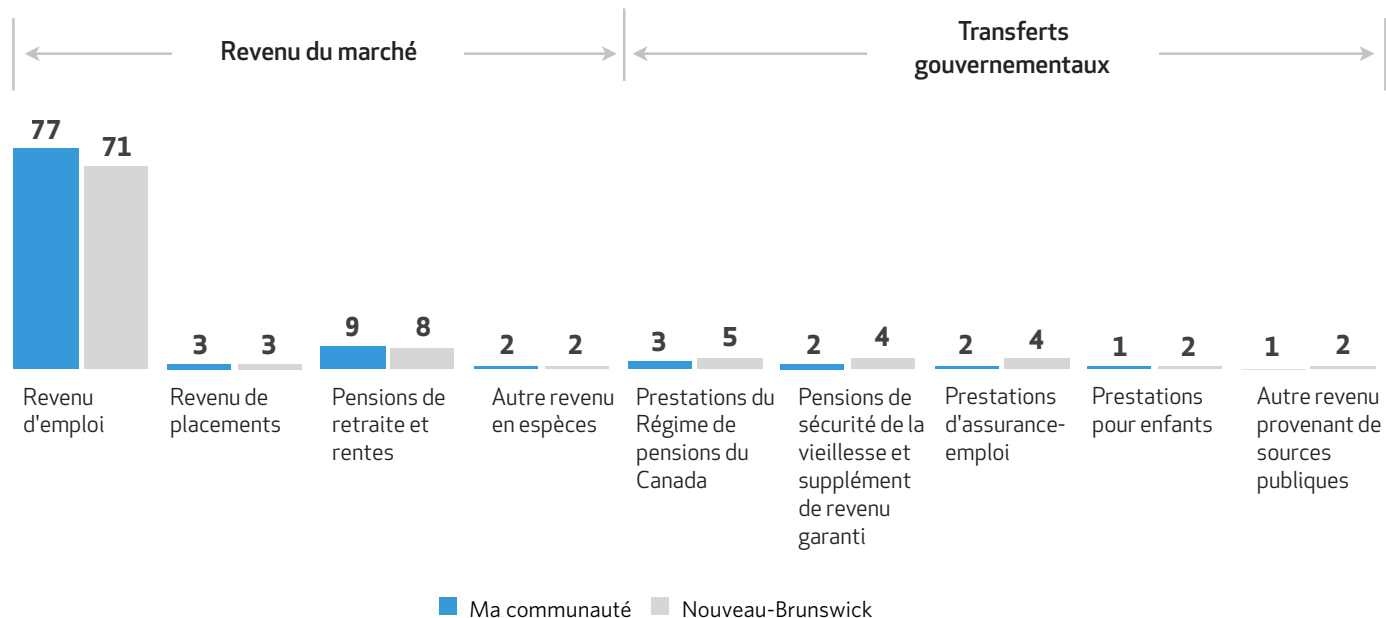 Revenu du marché
Transferts
gouvernementaux
77
71
3
3
9
8
2
2
3
5
2
4
2
4
1
2
1
2
Revenu
d'emploi
Revenu de
placements
Pensions de
retraite et
rentes
Autre revenu
en espèces
Prestations du
Régime de
pensions du
Canada
Pensions de
sécurité de la
vieillesse et
supplément
de revenu
garanti
Prestations
d'assurance-
emploi
Prestations
pour enfants
Autre revenu
provenant de
sources
publiques
Ma communauté
Nouveau-Brunswick